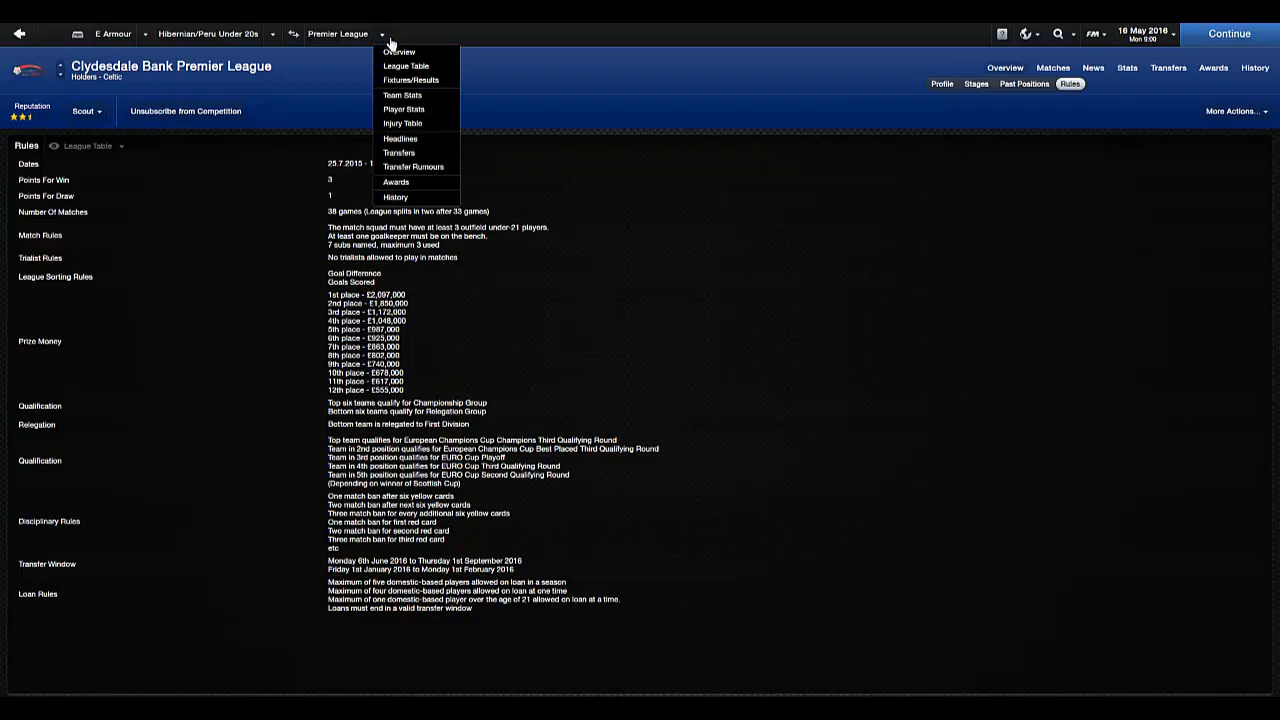 E Armour
Hibernian/Peru Under 20s
Premier League
?
FM
16 May 2016
Mon 9:00
Continue
Clydesdale Bank Premier League
Holders - Celtic
Overview
Matches
News
Stats
Transfers
Awards
History
Profile
Stages
Past Positions
Rules
Reputation
Scout
Unsubscribe from Competition
More Actions...
Overview
League Table
Fixtures/Results
Team Stats
Player Stats
Injury Table
Headlines
Transfers
Transfer Rumours
Awards
History
Rules
League Table
Dates
25.7.2015 - 1
Points For Win
3
Points For Draw
1
Number Of Matches
38 games (League splits in two after 33 games)
Match Rules
The match squad must have at least 3 outfield under-21 players.
At least one goalkeeper must be on the bench.
7 subs named, maximum 3 used
Trialist Rules
No trialists allowed to play in matches
League Sorting Rules
Goal Difference
Goals Scored
Prize Money
1st place - £2,097,000
2nd place - £1,850,000
3rd place - £1,172,000
4th place - £1,048,000
5th place - £987,000
6th place - £925,000
7th place - £863,000
8th place - £802,000
9th place - £740,000
10th place - £678,000
11th place - £617,000
12th place - £555,000
Qualification
Top six teams qualify for Championship Group
Bottom six teams qualify for Relegation Group
Relegation
Bottom team is relegated to First Division
Qualification
Top team qualifies for European Champions Cup Champions Third Qualifying Round
Team in 2nd position qualifies for European Champions Cup Best Placed Third Qualifying Round
Team in 3rd position qualifies for EURO Cup Playoff
Team in 4th position qualifies for EURO Cup Third Qualifying Round
Team in 5th position qualifies for EURO Cup Second Qualifying Round
(Depending on winner of Scottish Cup)
Disciplinary Rules
One match ban after six yellow cards
Two match ban after next six yellow cards
Three match ban for every additional six yellow cards
One match ban for first red card
Two match ban for second red card
Three match ban for third red card
etc
Transfer Window
Monday 6th June 2016 to Thursday 1st September 2016
Friday 1st January 2016 to Monday 1st February 2016
Loan Rules
Maximum of five domestic-based players allowed on loan in a season
Maximum of four domestic-based players allowed on loan at one time
Maximum of one domestic-based player over the age of 21 allowed on loan at a time.
Loans must end in a valid transfer window